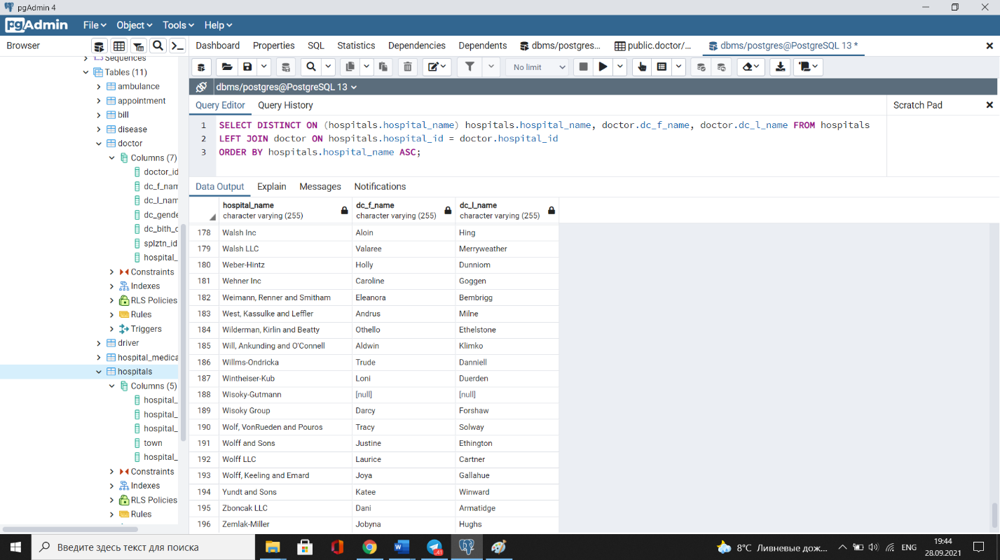 pgAdmin 4
pgAdmin File Object Tools Help
Browser Dashboard Properties SQL Statistics Dependencies Dependents dbms/postgres... public.doctor/... dbms/postgres@PostgreSQL 13 *
Sequences
Tables (11)
ambulance
appointment
bill
disease
doctor
Columns (7)
doctor_id
dc_f_nam
dc_l_nam
dc_gende
dc_bith_d
splztn_id
hospital_
Constraints
Indexes
RLS Policies
Rules
Triggers
driver
hospital_medica
hospitals
Columns (5)
hospital_
hospital_
hospital_
town
hospital_
Constraints
Indexes
RLS Policies
Rules
No limit
dbms/postgres@PostgreSQL 13
Query Editor Query History Scratch Pad
1 SELECT DISTINCT ON (hospitals.hospital_name) hospitals.hospital_name, doctor.dc_f_name, doctor.dc_l_name FROM hospitals
2 LEFT JOIN doctor ON hospitals.hospital_id = doctor.hospital_id
3 ORDER BY hospitals.hospital_name ASC;
Data Output Explain Messages Notifications
hospital_name dc_f_name dc_l_name
character varying (255) character varying (255) character varying (255)
178 Walsh Inc Aloin Hing
179 Walsh LLC Valaree Merryweather
180 Weber-Hintz Holly Dunniom
181 Wehner Inc Caroline Goggen
182 Weimann, Renner and Smitham Eleanora Bembrigg
183 West, Kassulke and Leffler Andrus Milne
184 Wilderman, Kirlin and Beatty Othello Ethelstone
185 Will, Ankunding and O'Connell Aldwin Klimko
186 Willms-Ondricka Trude Danniell
187 Wintheiser-Kub Loni Duerden
188 Wisoky-Gutmann [null] [null]
189 Wisoky Group Darcy Forshaw
190 Wolf, VonRueden and Pouros Tracy Solway
191 Wolff and Sons Justine Ethington
192 Wolff LLC Laurice Cartner
193 Wolff, Keeling and Emard Joya Gallahue
194 Yundt and Sons Katee Winward
195 Zboncak LLC Dani Armatidge
196 Zemlak-Miller Jobyna Hughs
Введите здесь текст для поиска
41
8°C Ливневые дож...
ENG
19:44
28.09.2021